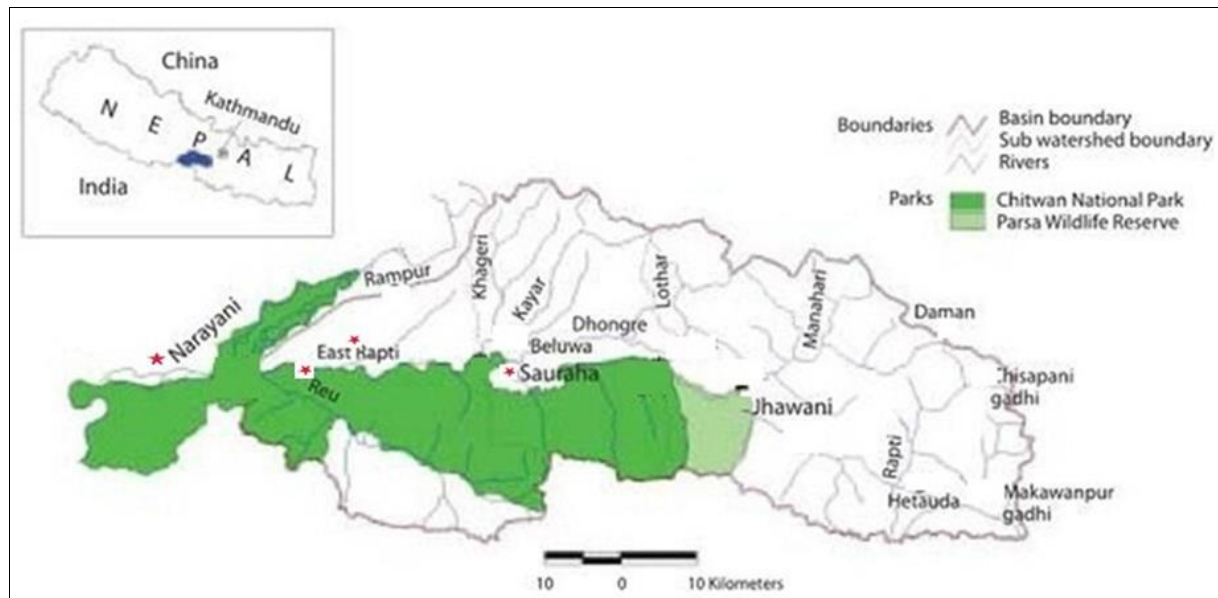 China
Kathmandu
N E P A L
India
Boundaries
Basin boundary
Sub watershed boundary
Rivers
Parks
Chitwan National Park
Parsa Wildlife Reserve
Rampur
Khageri
Kayar
Lothar
Manahari
Daman
Narayani
Dhongre
Beluwa
East Rapti
Sauraha
Reu
Jhawani
Chisapani
gadhi
Rapti
Hetauda
Makawanpur
gadhi
10 0 10 Kilometers